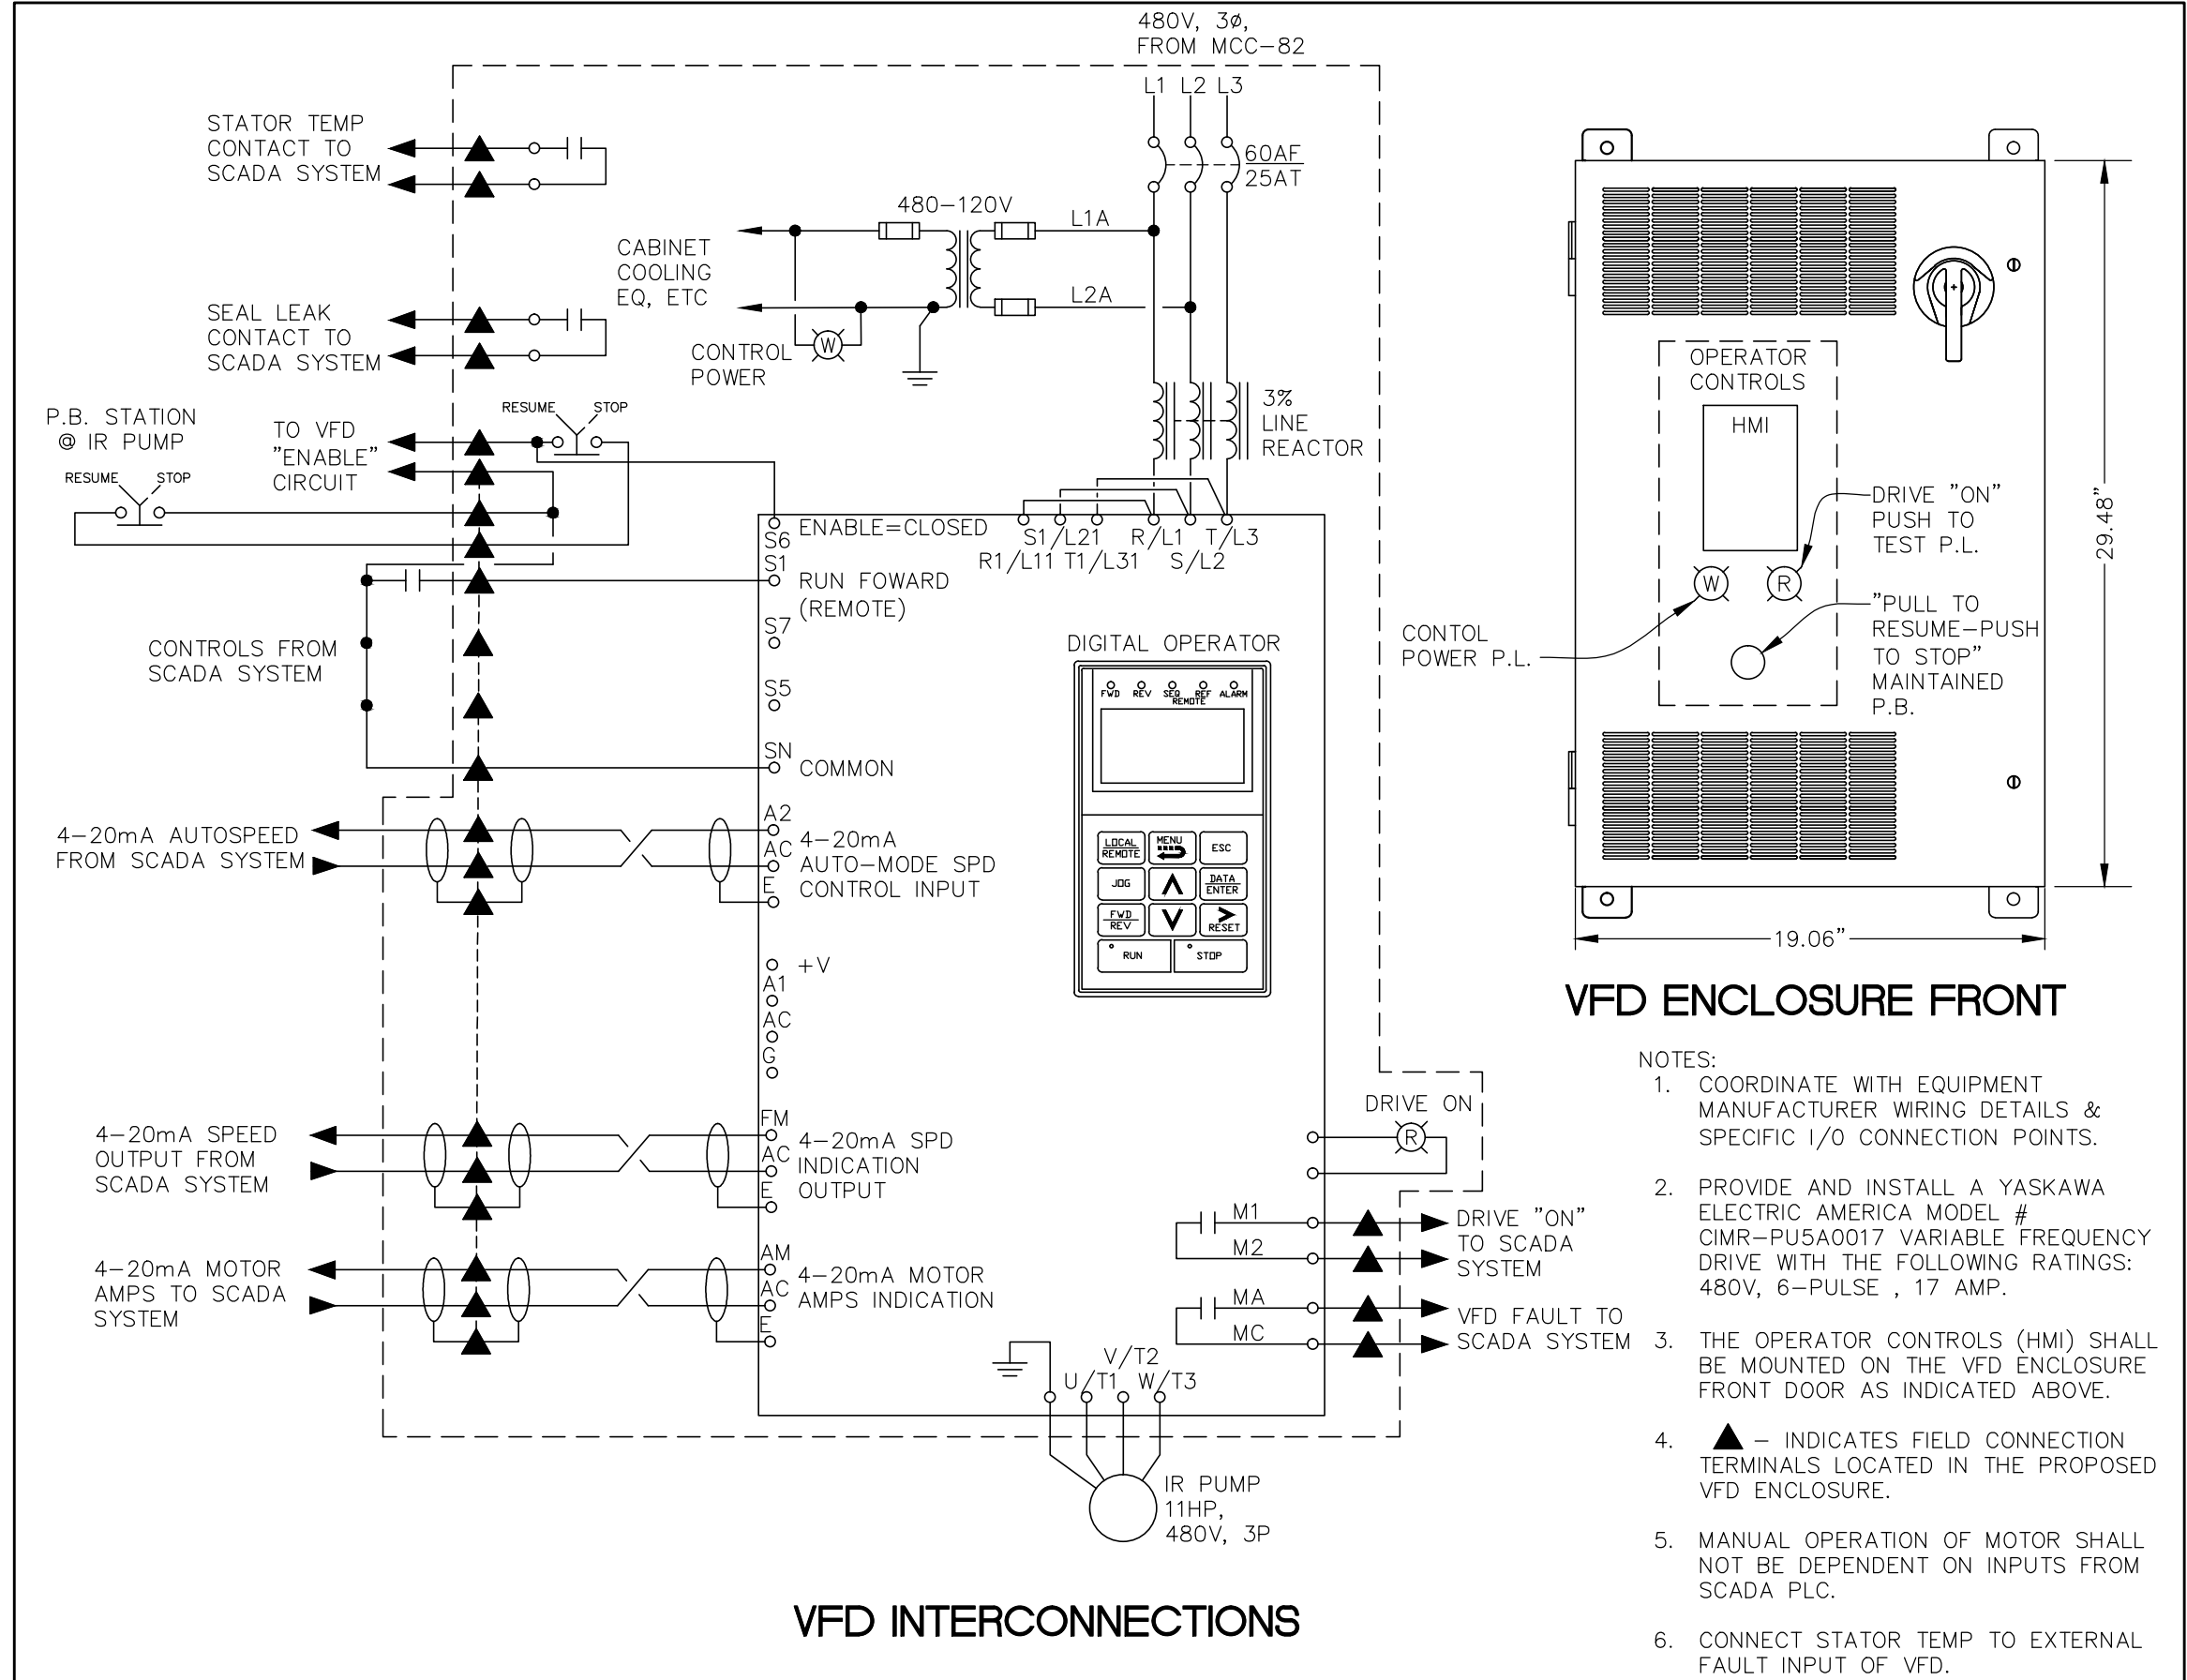 480V, 3Ø,
FROM MCC-82
L1 L2 L3
60AF
25AT
STATOR TEMP
CONTACT TO
SCADA SYSTEM
480-120V
L1A
L2A
CABINET
COOLING
EQ, ETC
SEAL LEAK
CONTACT TO
SCADA SYSTEM
CONTROL
POWER
W
3%
LINE
REACTOR
P.B. STATION
@ IR PUMP
RESUME STOP
TO VFD
"ENABLE"
CIRCUIT
RESUME STOP
S6
ENABLE=CLOSED
S1/L21
R/L1
T/L3
R1/L11
T1/L31
S/L2
S1
RUN FOWARD
(REMOTE)
CONTROLS FROM
SCADA SYSTEM
S7
S5
SN
COMMON
4-20mA AUTOSPEED
FROM SCADA SYSTEM
A2
AC
E
4-20mA
AUTO-MODE SPD
CONTROL INPUT
+V
A1
AC
G
4-20mA SPEED
OUTPUT FROM
SCADA SYSTEM
FM
AC
E
4-20mA SPD
INDICATION
OUTPUT
4-20mA MOTOR
AMPS TO SCADA
SYSTEM
AM
AC
E
4-20mA MOTOR
AMPS INDICATION
DIGITAL OPERATOR
FWD REV SEQ REF ALARM
REMOTE
LOCAL
REMOTE
MENU
ESC
JOG
DATA
ENTER
FWD
REV
RESET
RUN
STOP
DRIVE ON
R
M1
M2
DRIVE "ON"
TO SCADA
SYSTEM
MA
MC
VFD FAULT TO
SCADA SYSTEM
V/T2
U/T1
W/T3
IR PUMP
11HP,
480V, 3P
VFD INTERCONNECTIONS
OPERATOR
CONTROLS
HMI
W
R
DRIVE "ON"
PUSH TO
TEST P.L.
"PULL TO
RESUME-PUSH
TO STOP"
MAINTAINED
P.B.
CONTOL
POWER P.L.
29.48"
19.06"
VFD ENCLOSURE FRONT
NOTES:
1. COORDINATE WITH EQUIPMENT
MANUFACTURER WIRING DETAILS &
SPECIFIC I/O CONNECTION POINTS.
2. PROVIDE AND INSTALL A YASKAWA
ELECTRIC AMERICA MODEL #
CIMR-PU5A0017 VARIABLE FREQUENCY
DRIVE WITH THE FOLLOWING RATINGS:
480V, 6-PULSE , 17 AMP.
3. THE OPERATOR CONTROLS (HMI) SHALL
BE MOUNTED ON THE VFD ENCLOSURE
FRONT DOOR AS INDICATED ABOVE.
4. ▲ - INDICATES FIELD CONNECTION
TERMINALS LOCATED IN THE PROPOSED
VFD ENCLOSURE.
5. MANUAL OPERATION OF MOTOR SHALL
NOT BE DEPENDENT ON INPUTS FROM
SCADA PLC.
6. CONNECT STATOR TEMP TO EXTERNAL
FAULT INPUT OF VFD.